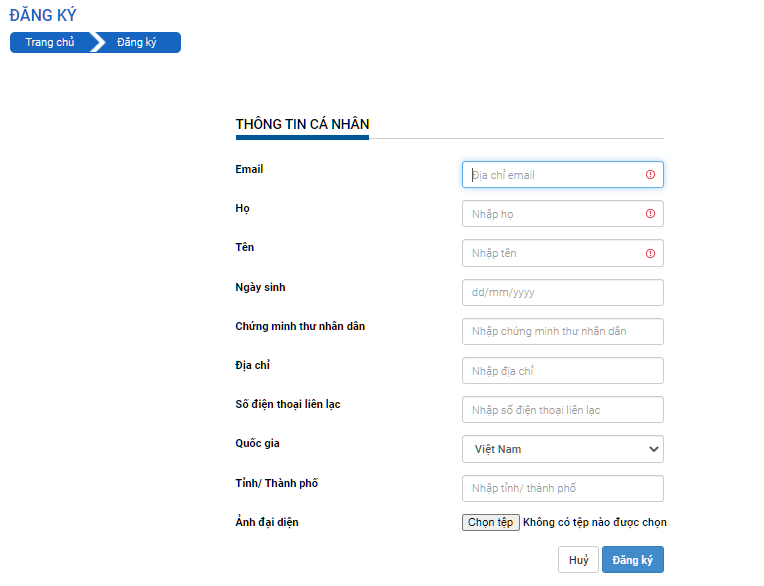 ĐĂNG KÝ
Trang chủ Đăng ký
THÔNG TIN CÁ NHÂN
Email Địa chỉ email
Họ Nhập họ
Tên Nhập tên
Ngày sinh dd/mm/yyyy
Chứng minh thư nhân dân Nhập chứng minh thư nhân dân
Địa chỉ Nhập địa chỉ
Số điện thoại liên lạc Nhập số điện thoại liên lạc
Quốc gia Việt Nam
Tỉnh/ Thành phố Nhập tỉnh/ thành phố
Ảnh đại diện Chọn tệp Không có tệp nào được chọn
Huỷ Đăng ký